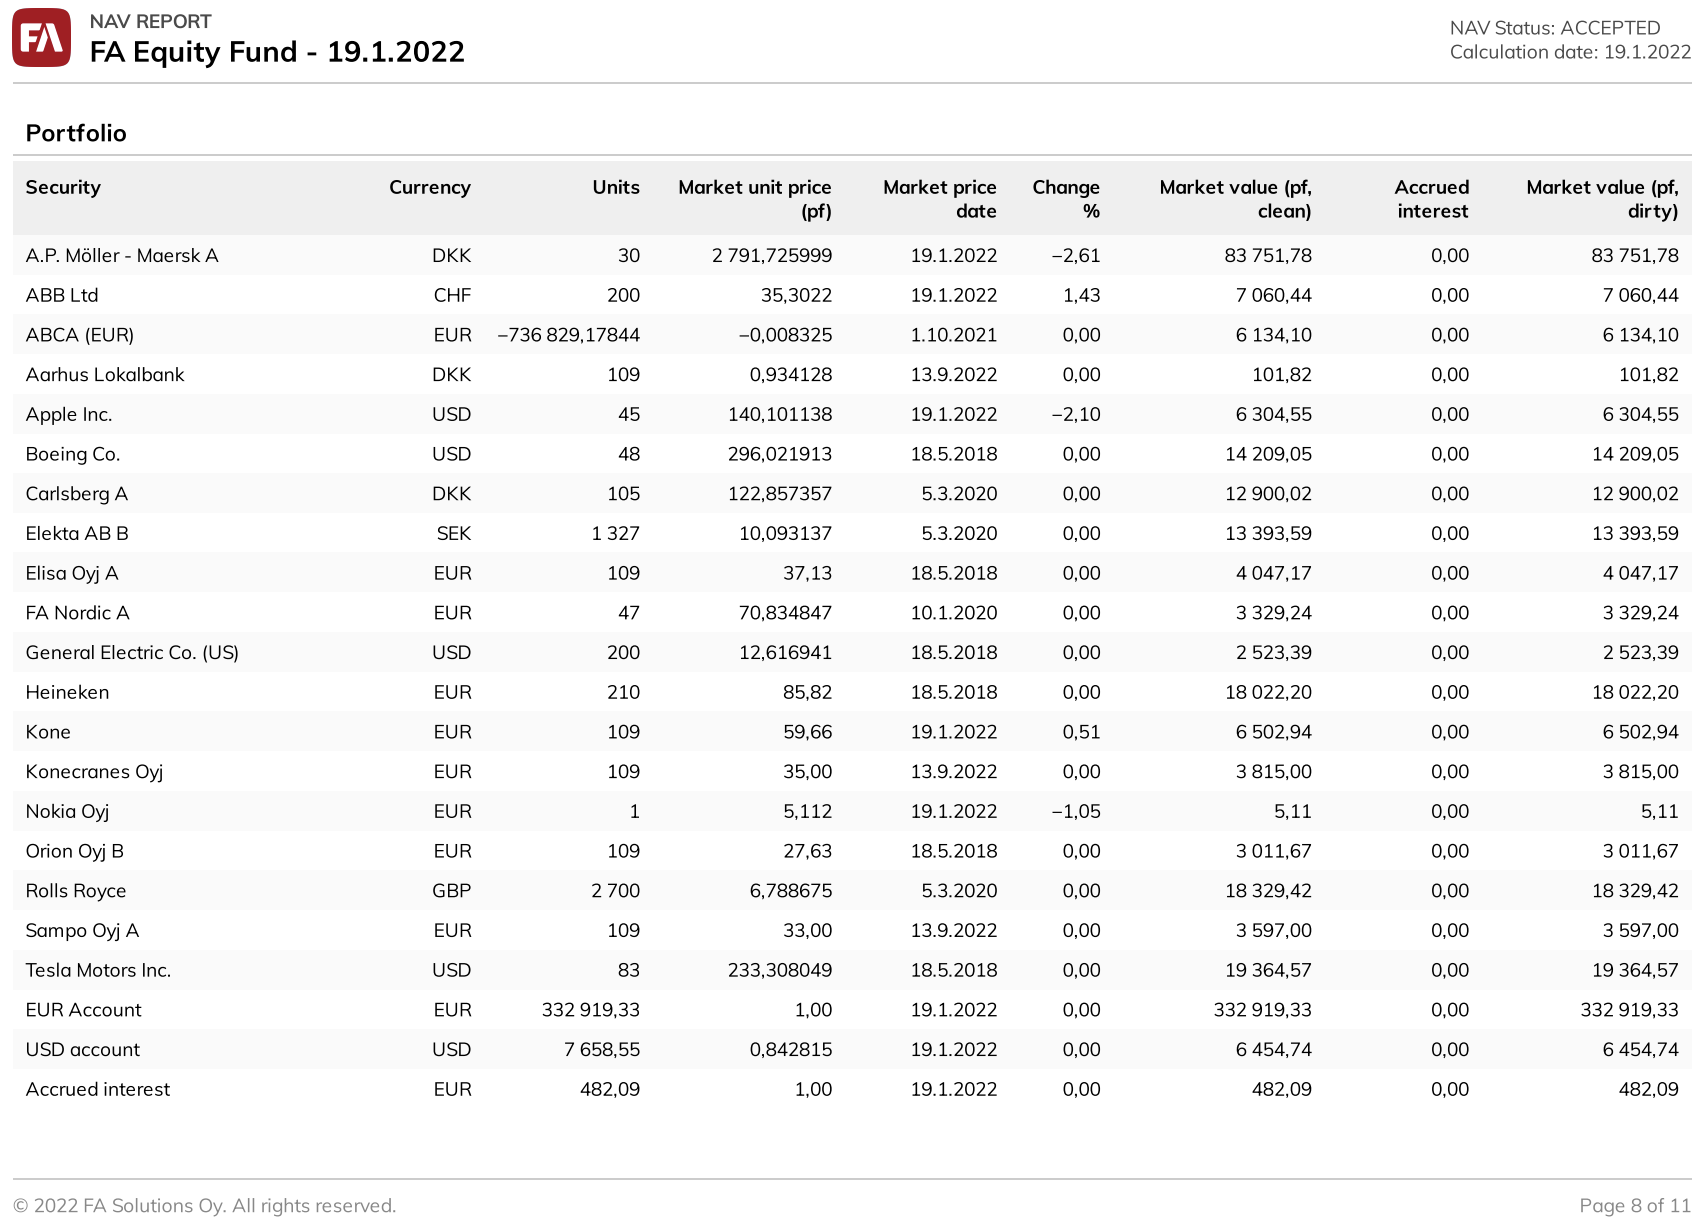 FA
NAV REPORT
FA Equity Fund - 19.1.2022
NAV Status: ACCEPTED
Calculation date: 19.1.2022
Portfolio
Security Currency Units Market unit price (pf) Market price date Change % Market value (pf, clean) Accrued interest Market value (pf, dirty)
A.P. Möller - Maersk A DKK 30 2 791,725999 19.1.2022 −2,61 83 751,78 0,00 83 751,78
ABB Ltd CHF 200 35,3022 19.1.2022 1,43 7 060,44 0,00 7 060,44
ABCA (EUR) EUR −736 829,17844 −0,008325 1.10.2021 0,00 6 134,10 0,00 6 134,10
Aarhus Lokalbank DKK 109 0,934128 13.9.2022 0,00 101,82 0,00 101,82
Apple Inc. USD 45 140,101138 19.1.2022 −2,10 6 304,55 0,00 6 304,55
Boeing Co. USD 48 296,021913 18.5.2018 0,00 14 209,05 0,00 14 209,05
Carlsberg A DKK 105 122,857357 5.3.2020 0,00 12 900,02 0,00 12 900,02
Elekta AB B SEK 1 327 10,093137 5.3.2020 0,00 13 393,59 0,00 13 393,59
Elisa Oyj A EUR 109 37,13 18.5.2018 0,00 4 047,17 0,00 4 047,17
FA Nordic A EUR 47 70,834847 10.1.2020 0,00 3 329,24 0,00 3 329,24
General Electric Co. (US) USD 200 12,616941 18.5.2018 0,00 2 523,39 0,00 2 523,39
Heineken EUR 210 85,82 18.5.2018 0,00 18 022,20 0,00 18 022,20
Kone EUR 109 59,66 19.1.2022 0,51 6 502,94 0,00 6 502,94
Konecranes Oyj EUR 109 35,00 13.9.2022 0,00 3 815,00 0,00 3 815,00
Nokia Oyj EUR 1 5,112 19.1.2022 −1,05 5,11 0,00 5,11
Orion Oyj B EUR 109 27,63 18.5.2018 0,00 3 011,67 0,00 3 011,67
Rolls Royce GBP 2 700 6,788675 5.3.2020 0,00 18 329,42 0,00 18 329,42
Sampo Oyj A EUR 109 33,00 13.9.2022 0,00 3 597,00 0,00 3 597,00
Tesla Motors Inc. USD 83 233,308049 18.5.2018 0,00 19 364,57 0,00 19 364,57
EUR Account EUR 332 919,33 1,00 19.1.2022 0,00 332 919,33 0,00 332 919,33
USD account USD 7 658,55 0,842815 19.1.2022 0,00 6 454,74 0,00 6 454,74
Accrued interest EUR 482,09 1,00 19.1.2022 0,00 482,09 0,00 482,09
© 2022 FA Solutions Oy. All rights reserved.
Page 8 of 11